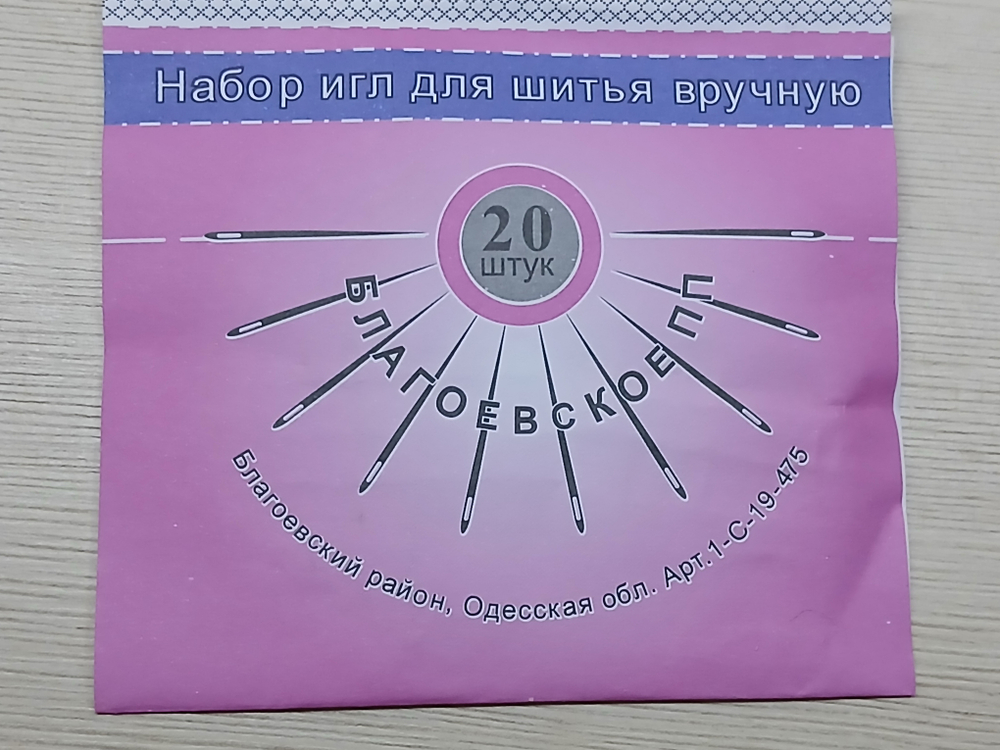 Набор игл для шитья вручную
20
штук
БЛАГОЕВСКОЕ ПП
Благоевский район, Одесская обл. Арт.1-С-19-475